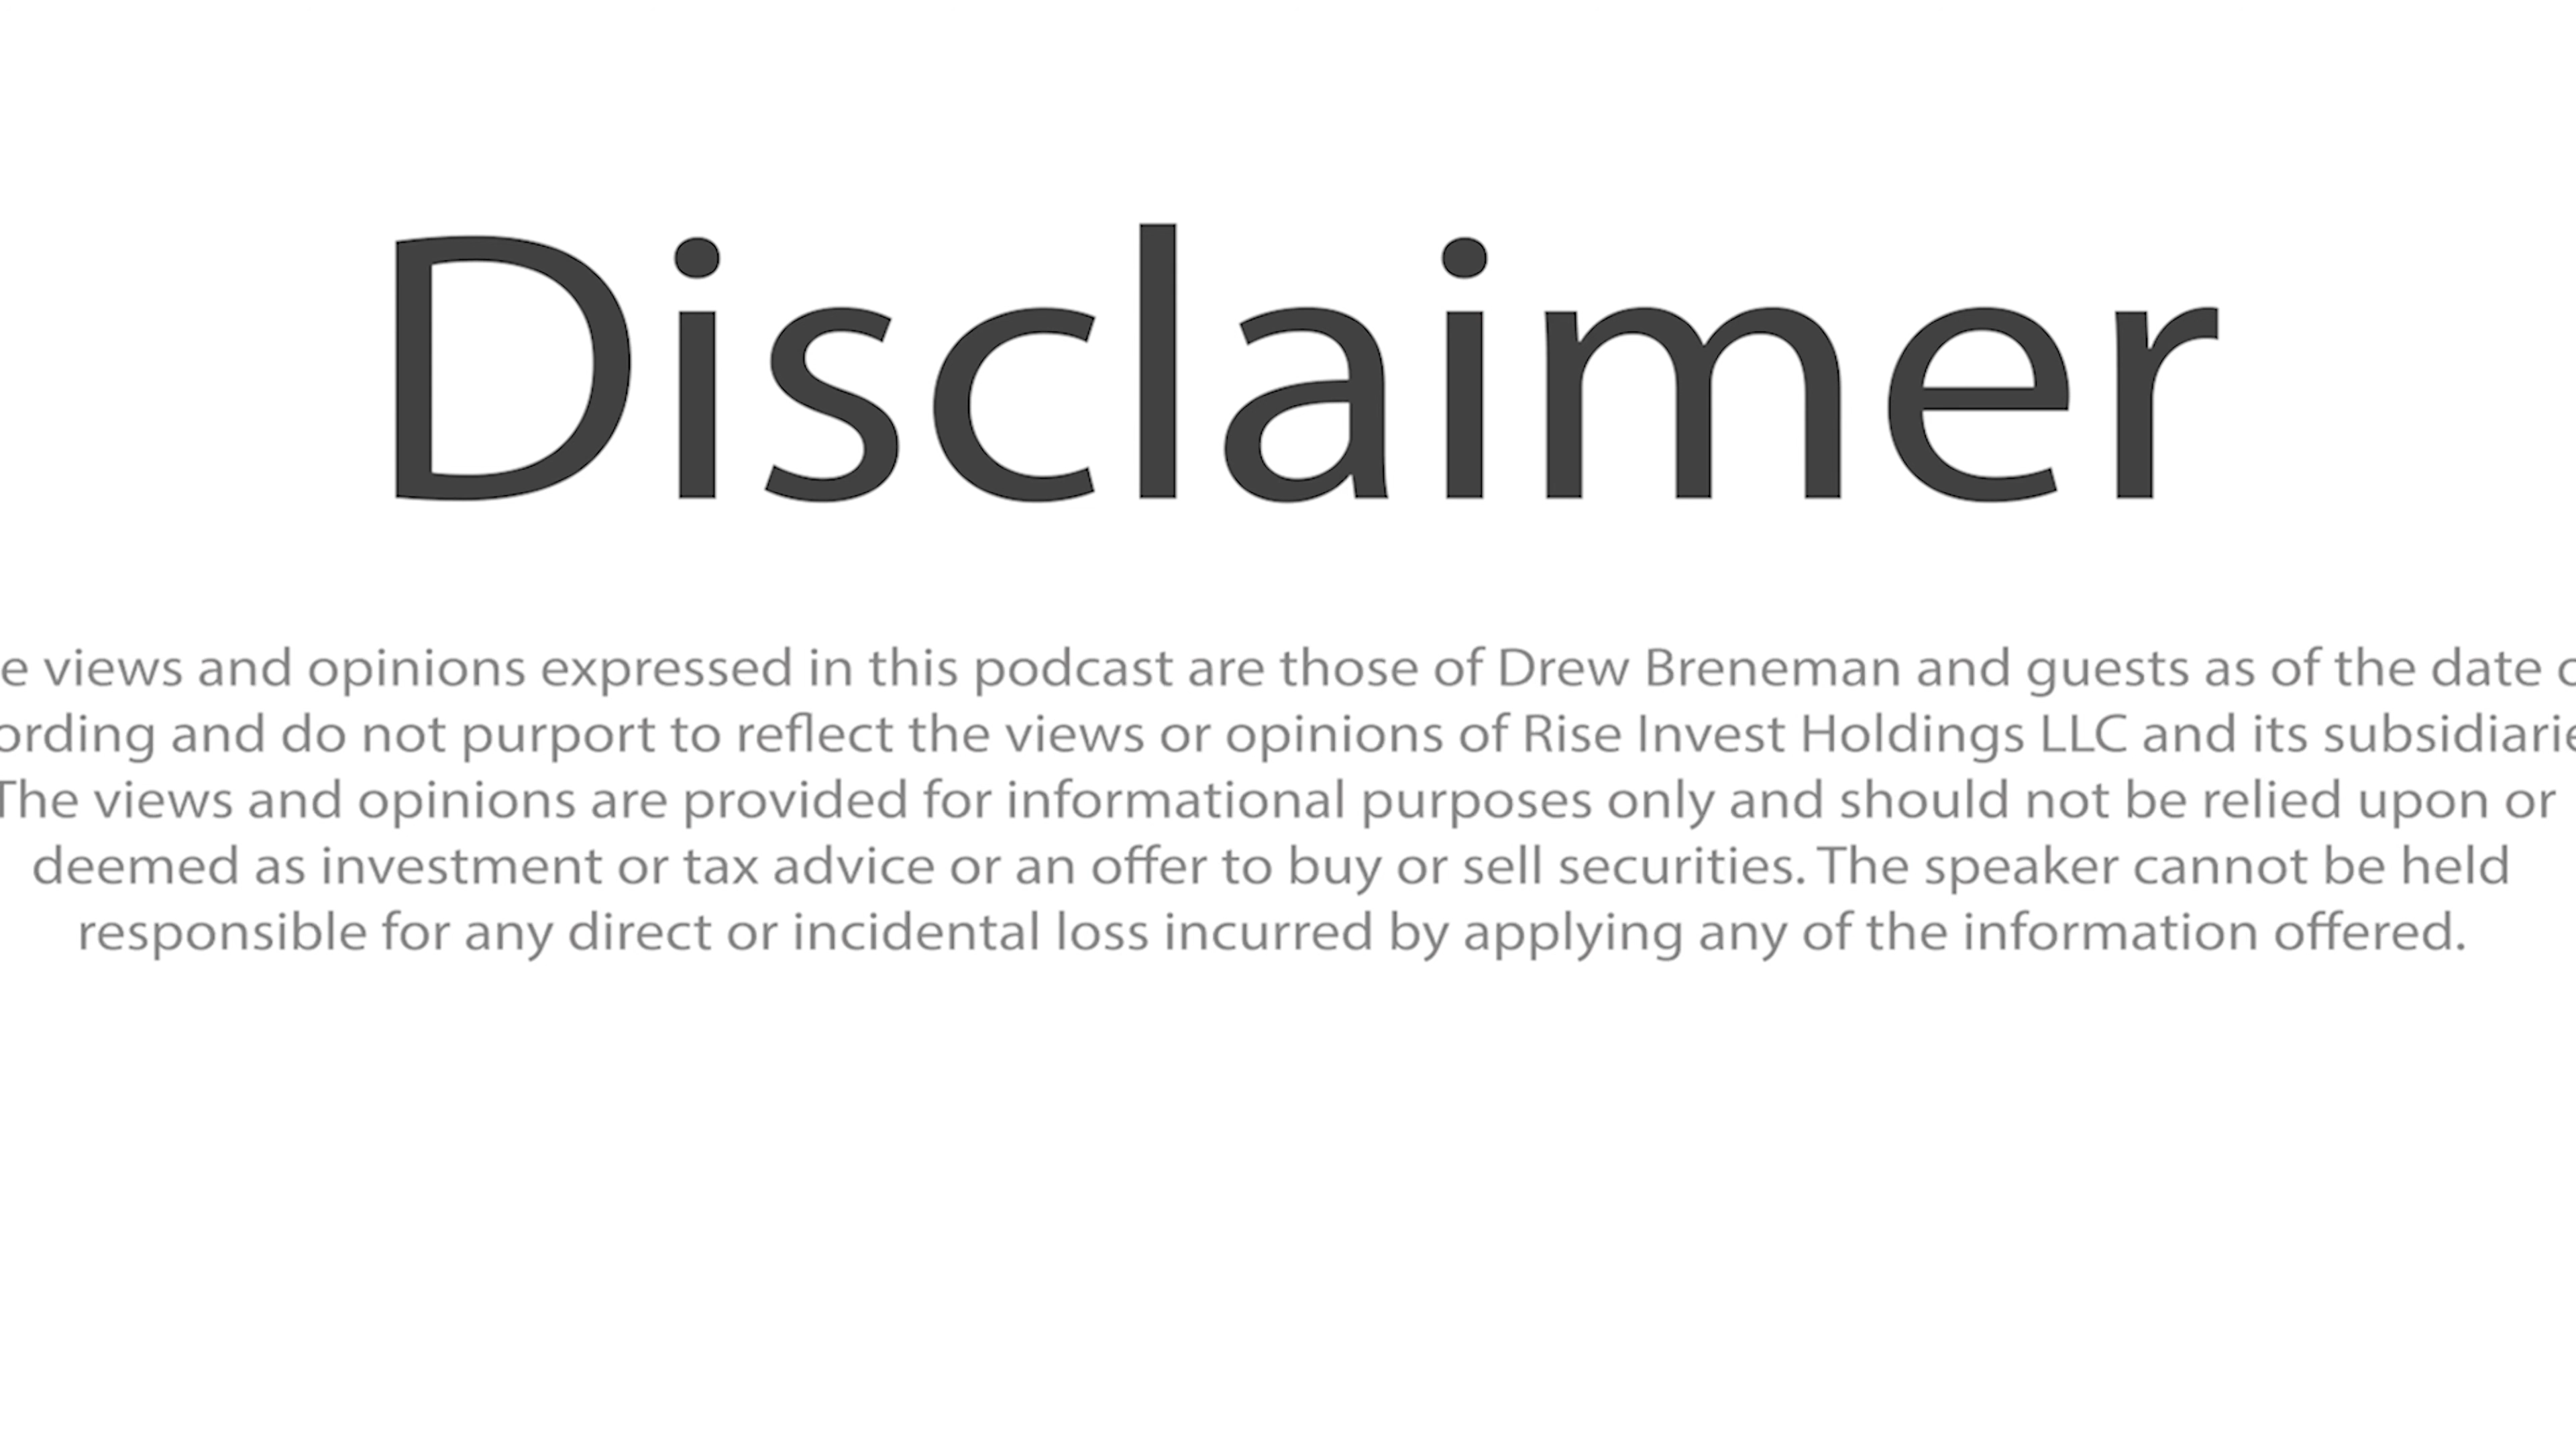 Disclaimer
e views and opinions expressed in this podcast are those of Drew Breneman and guests as of the date
ording and do not purport to reflect the views or opinions of Rise Invest Holdings LLC and its subsidiarie
The views and opinions are provided for informational purposes only and should not be relied upon or
deemed as investment or tax advice or an offer to buy or sell securities. The speaker cannot be held
responsible for any direct or incidental loss incurred by applying any of the information offered.